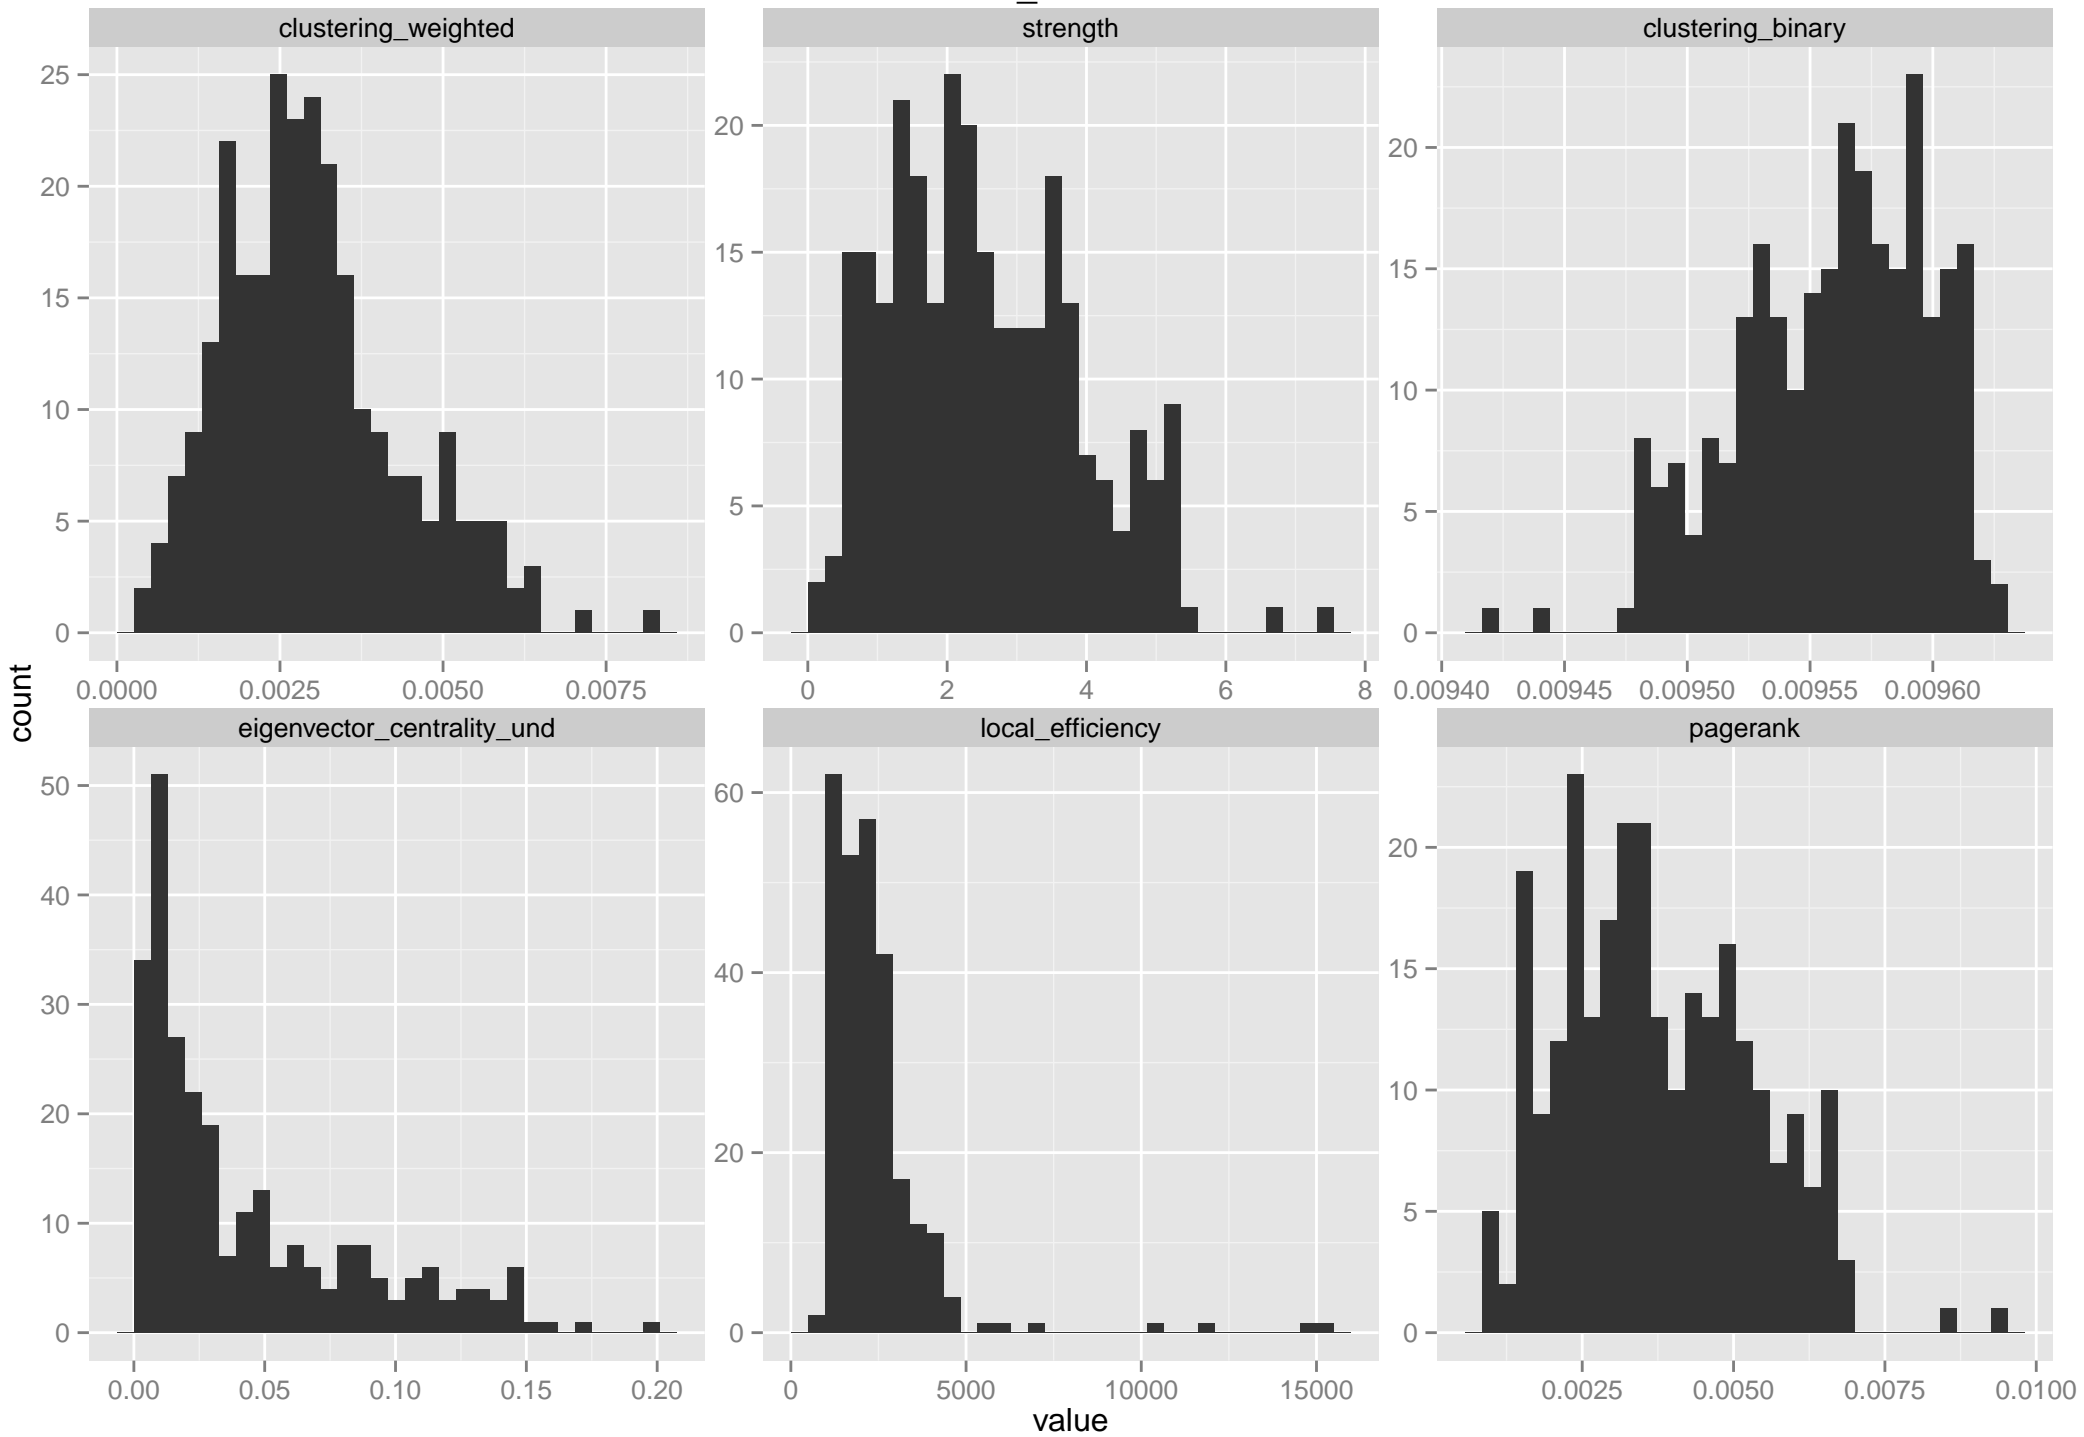 clustering_weighted
strength
clustering_binary
25
20
15
10
5
0
20
15
10
5
0
20
15
10
5
0
0.0000 0.0025 0.0050 0.0075
0 2 4 6 8
0.00940 0.00945 0.00950 0.00955 0.00960
count
eigenvector_centrality_und
local_efficiency
pagerank
50
40
30
20
10
0
60
40
20
0
20
15
10
5
0
0.00 0.05 0.10 0.15 0.20
0 5000 10000 15000
0.0025 0.0050 0.0075 0.0100
value